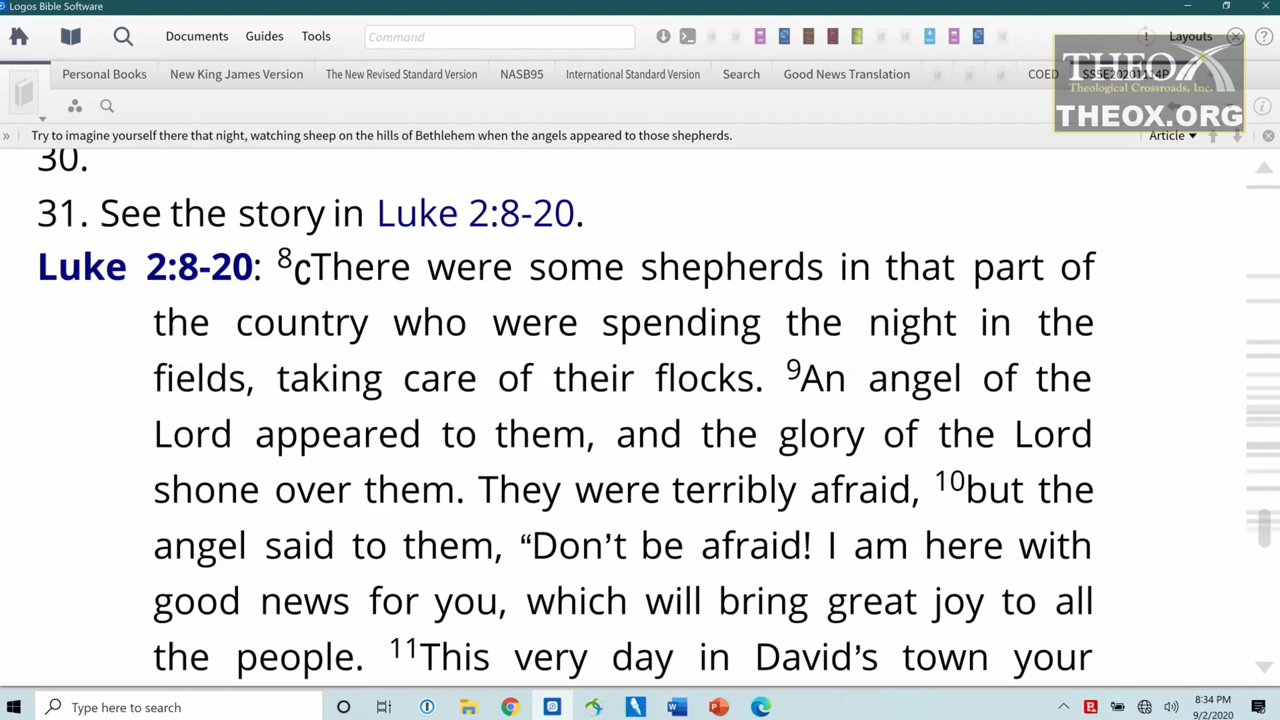 Logos Bible Software
Documents Guides Tools Command Layouts
Personal Books New King James Version The New Revised Standard Version NASB95 International Standard Version Search Good News Translation COED SSSE20201114P
THEOX
Theological Crossroads, Inc.
THEOX.ORG
» Try to imagine yourself there that night, watching sheep on the hills of Bethlehem when the angels appeared to those shepherds. Article
30.
31. See the story in Luke 2:8-20.
Luke 2:8-20: 8cThere were some shepherds in that part of
the country who were spending the night in the
fields, taking care of their flocks. 9An angel of the
Lord appeared to them, and the glory of the Lord
shone over them. They were terribly afraid, 10but the
angel said to them, “Don’t be afraid! I am here with
good news for you, which will bring great joy to all
the people. 11This very day in David’s town your
Type here to search
8:34 PM
9/2/2020